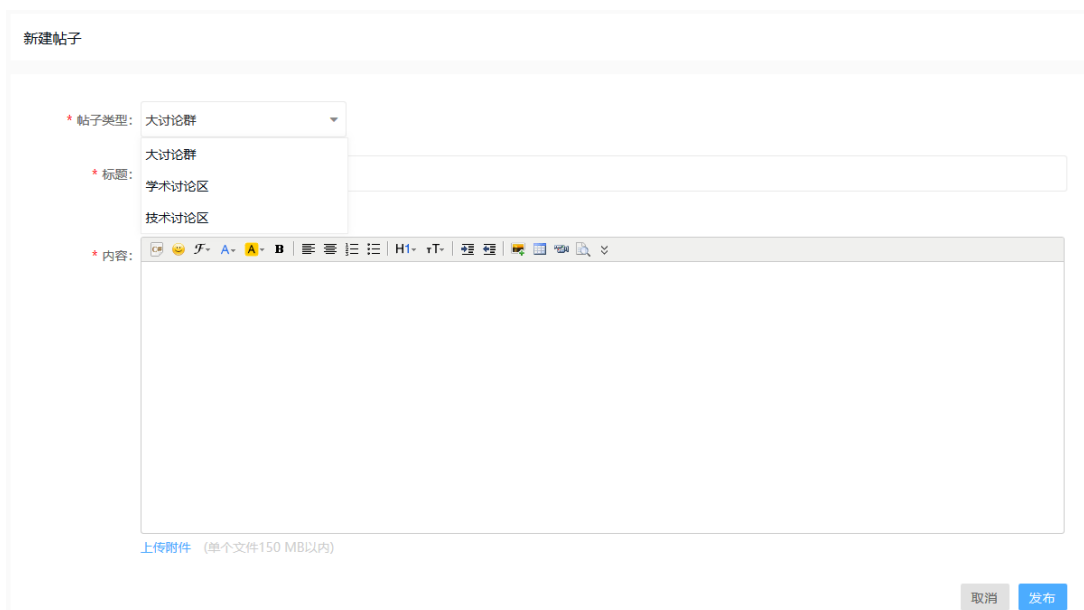 新建帖子
* 帖子类型： 大讨论群
大讨论群
* 标题：
学术讨论区
技术讨论区
* 内容： C# F A A B H1 TT
上传附件 (单个文件150 MB以内)
取消 发布